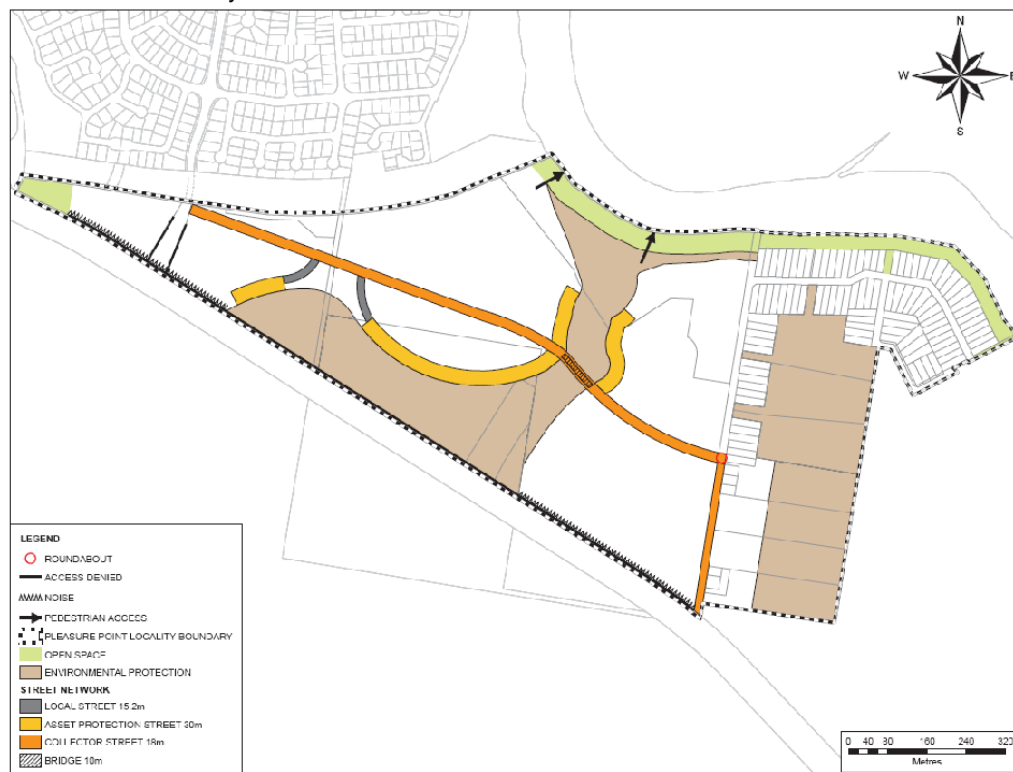 N
W E
S
LEGEND
ROUNDABOUT
ACCESS DENIED
NOISE
PEDESTRIAN ACCESS
PLEASURE POINT LOCALITY BOUNDARY
OPEN SPACE
ENVIRONMENTAL PROTECTION
STREET NETWORK
LOCAL STREET 15.2m
ASSET PROTECTION STREET 30m
COLLECTOR STREET 18m
BRIDGE 10m
0 40 80 160 240 320
Metres